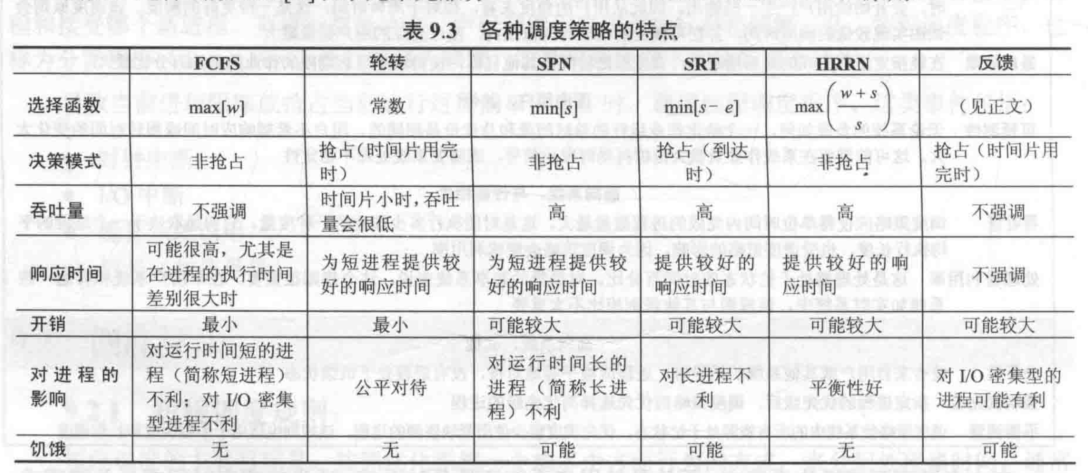 表 9.3 各种调度策略的特点
FCFS 轮转 SPN SRT HRRN 反馈
选择函数 max[w] 常数 min[s] min[s−e] max((w+s)/s) （见正文）
决策模式 非抢占 抢占(时间片用完时) 非抢占 抢占（到达时） 非抢占 抢占（时间片用完时）
吞吐量 不强调 时间片小时,吞吐量会很低 高 高 高 不强调
响应时间 可能很高，尤其是在进程的执行时间差别很大时 为短进程提供较好的响应时间 为短进程提供较好的响应时间 提供较好的响应时间 提供较好的响应时间 不强调
开销 最小 最小 可能较大 可能较大 可能较大 可能较大
对进程的影响 对运行时间短的进程（简称短进程）不利；对 I/O 密集型进程不利 公平对待 对运行时间长的进程（简称长进程）不利 对长进程不利 平衡性好 对 I/O 密集型的进程可能有利
饥饿 无 无 可能 可能 无 可能